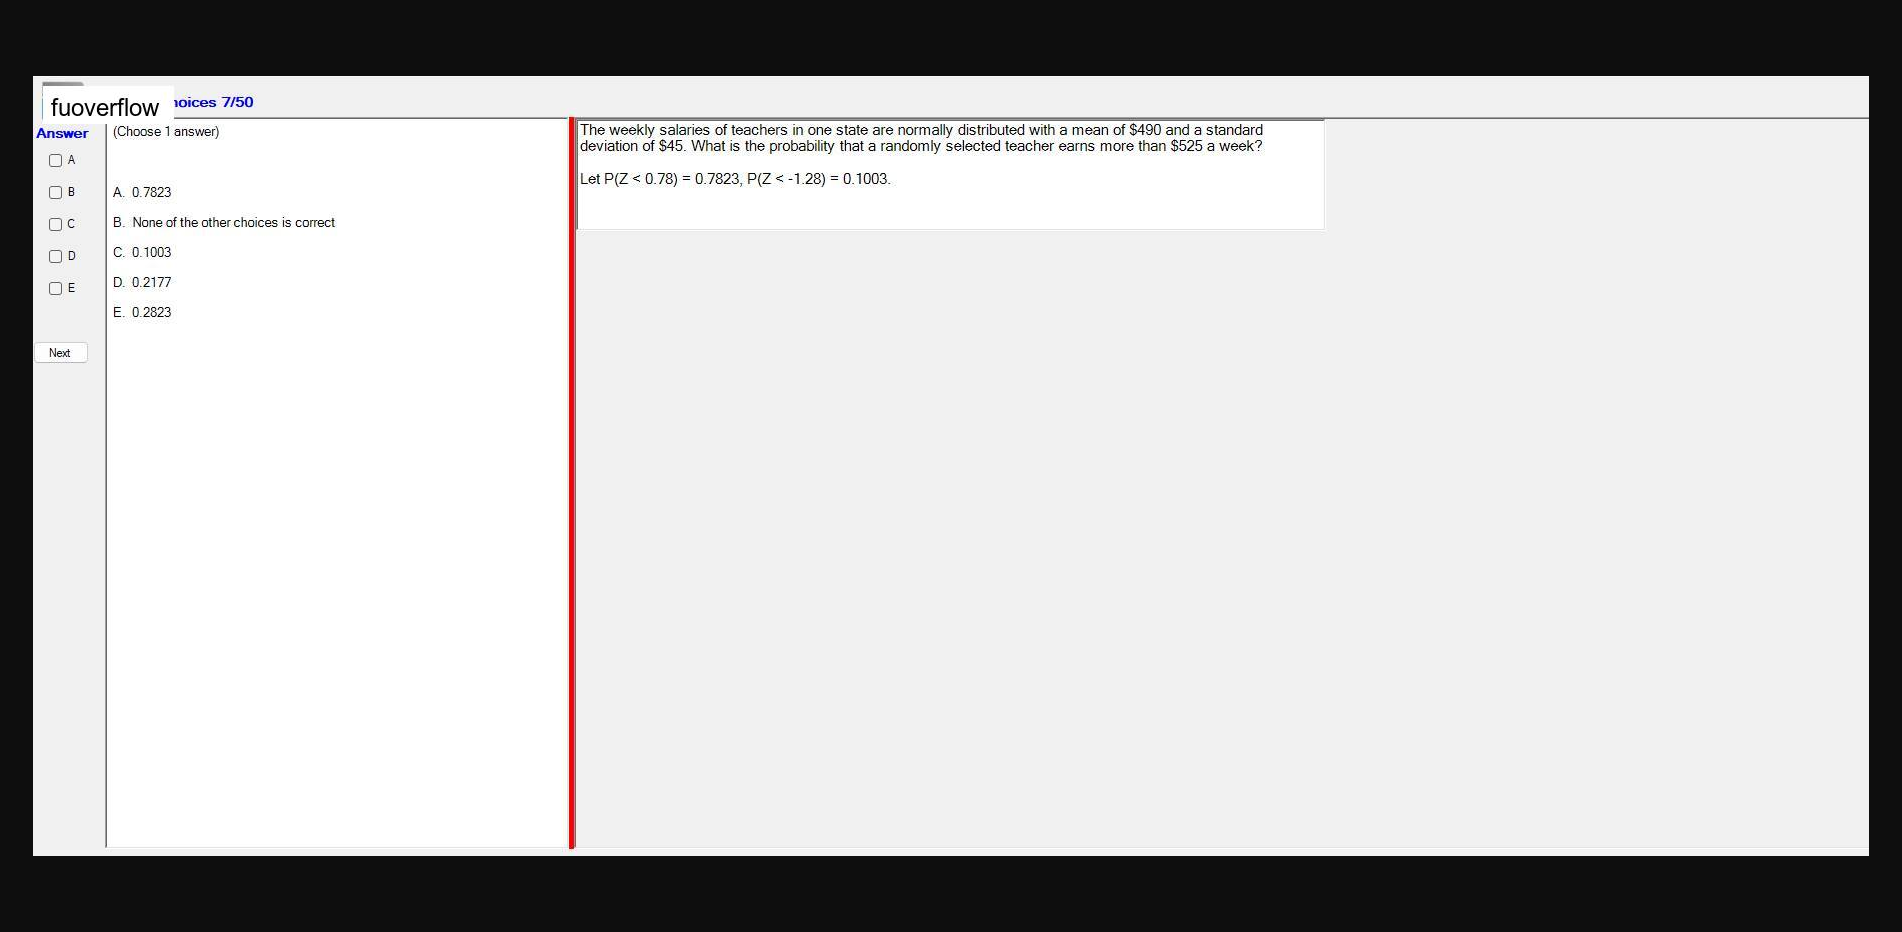 fuoverflow
hoices 7/50
Answer
(Choose 1 answer)
A
B
C
D
E
Next
A. 0.7823
B. None of the other choices is correct
C. 0.1003
D. 0.2177
E. 0.2823
The weekly salaries of teachers in one state are normally distributed with a mean of $490 and a standard
deviation of $45. What is the probability that a randomly selected teacher earns more than $525 a week?
Let P(Z < 0.78) = 0.7823, P(Z < -1.28) = 0.1003.